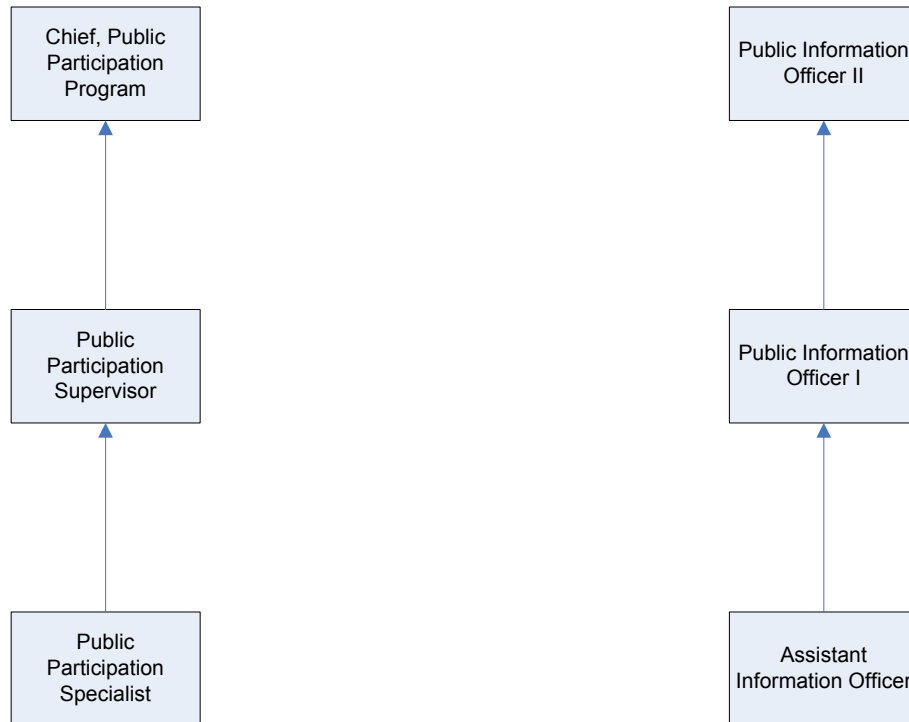 Chief, Public
Participation
Program
Public Information
Officer II
Public
Participation
Supervisor
Public Information
Officer I
Public
Participation
Specialist
Assistant
Information Officer